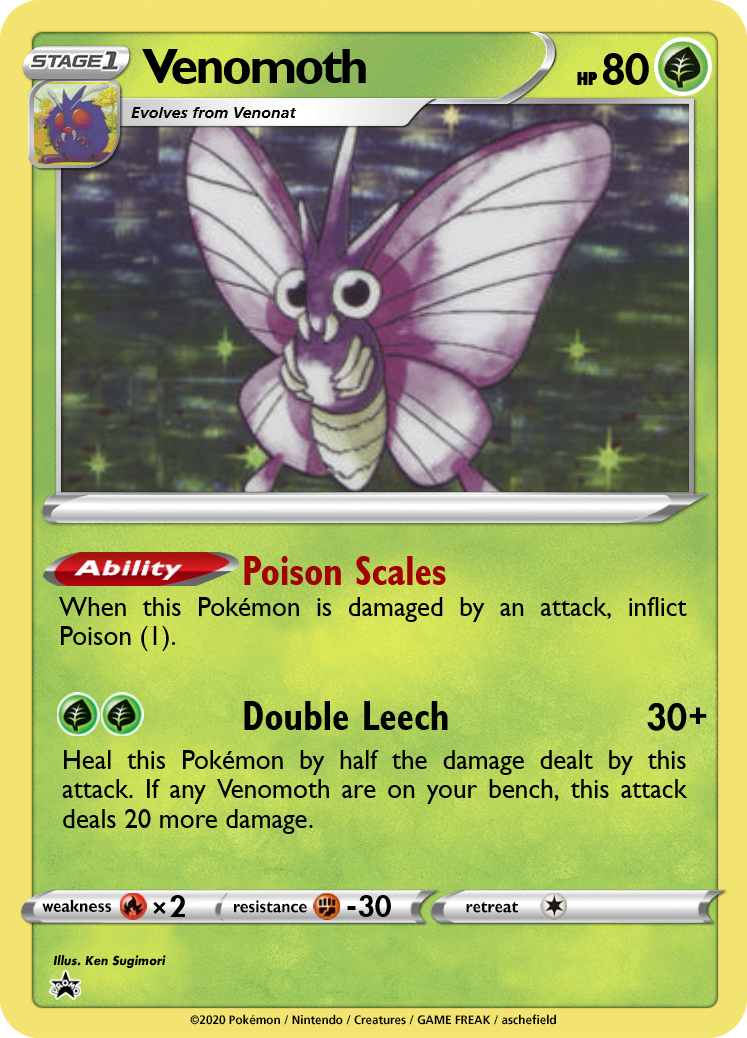 STAGE1
Venomoth
HP 80
Evolves from Venonat
Ability
Poison Scales
When this Pokémon is damaged by an attack, inflict
Poison (1).
Double Leech 30+
Heal this Pokémon by half the damage dealt by this
attack. If any Venomoth are on your bench, this attack
deals 20 more damage.
weakness ×2 resistance -30 retreat
Illus. Ken Sugimori
PROMO
©2020 Pokémon / Nintendo / Creatures / GAME FREAK / aschefield